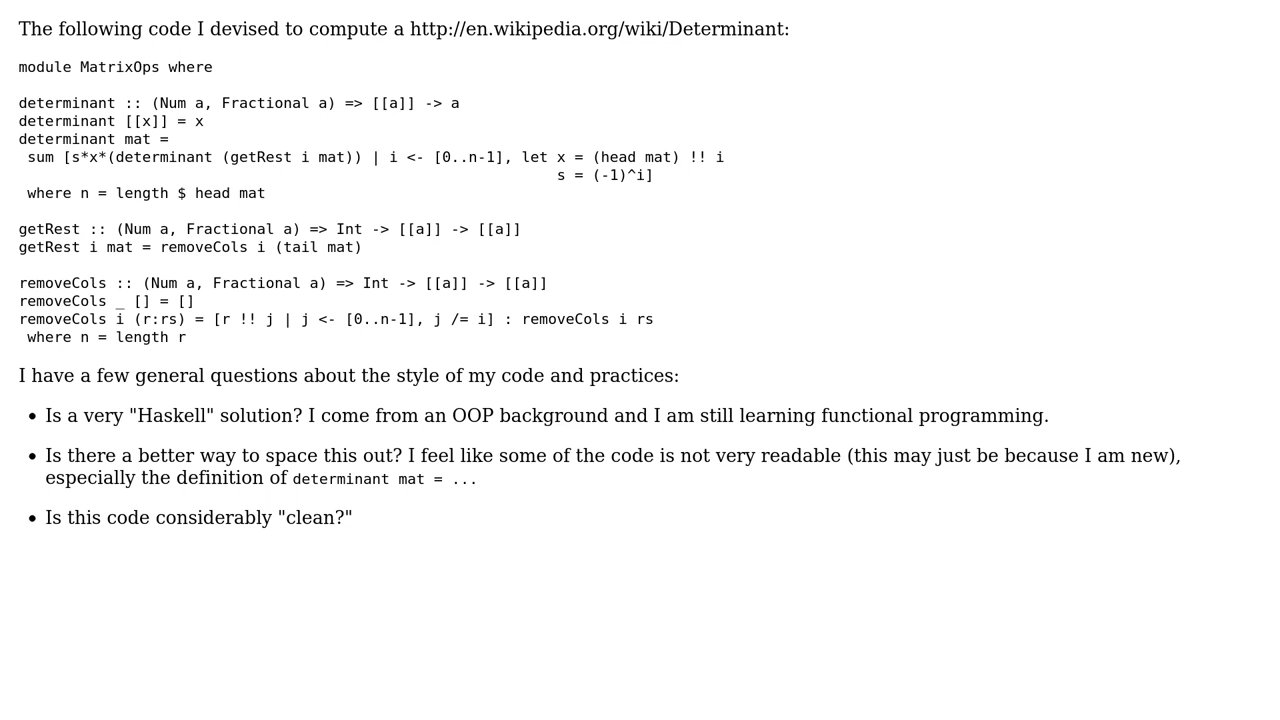 The following code I devised to compute a http://en.wikipedia.org/wiki/Determinant:
module MatrixOps where
determinant :: (Num a, Fractional a) => [[a]] -> a
determinant [[x]] = x
determinant mat =
 sum [s*x*(determinant (getRest i mat)) | i <- [0..n-1], let x = (head mat) !! i
                                                             s = (-1)^i]
 where n = length $ head mat
getRest :: (Num a, Fractional a) => Int -> [[a]] -> [[a]]
getRest i mat = removeCols i (tail mat)
removeCols :: (Num a, Fractional a) => Int -> [[a]] -> [[a]]
removeCols _ [] = []
removeCols i (r:rs) = [r !! j | j <- [0..n-1], j /= i] : removeCols i rs
 where n = length r
I have a few general questions about the style of my code and practices:
• Is a very "Haskell" solution? I come from an OOP background and I am still learning functional programming.
• Is there a better way to space this out? I feel like some of the code is not very readable (this may just be because I am new),
especially the definition of determinant mat = ...
• Is this code considerably "clean?"